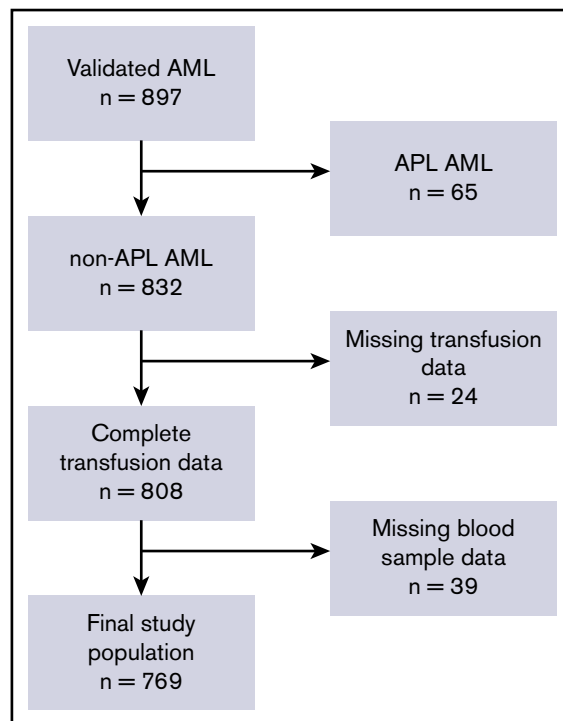 Validated AML
n = 897
APL AML
n = 65
non-APL AML
n = 832
Missing transfusion
data
n = 24
Complete
transfusion data
n = 808
Missing blood
sample data
n = 39
Final study
population
n = 769